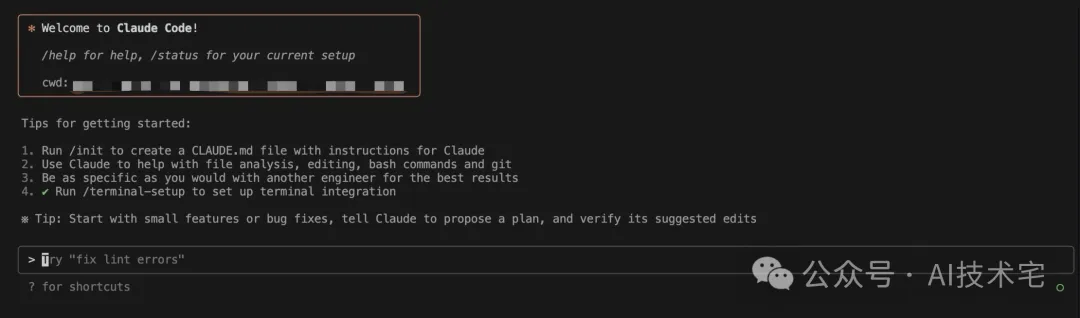 ✻ Welcome to Claude Code!
/help for help, /status for your current setup
cwd:
Tips for getting started:
1. Run /init to create a CLAUDE.md file with instructions for Claude
2. Use Claude to help with file analysis, editing, bash commands and git
3. Be as specific as you would with another engineer for the best results
4. ✔ Run /terminal-setup to set up terminal integration
※ Tip: Start with small features or bug fixes, tell Claude to propose a plan, and verify its suggested edits
> Try "fix lint errors"
? for shortcuts
公众号 · AI技术宅